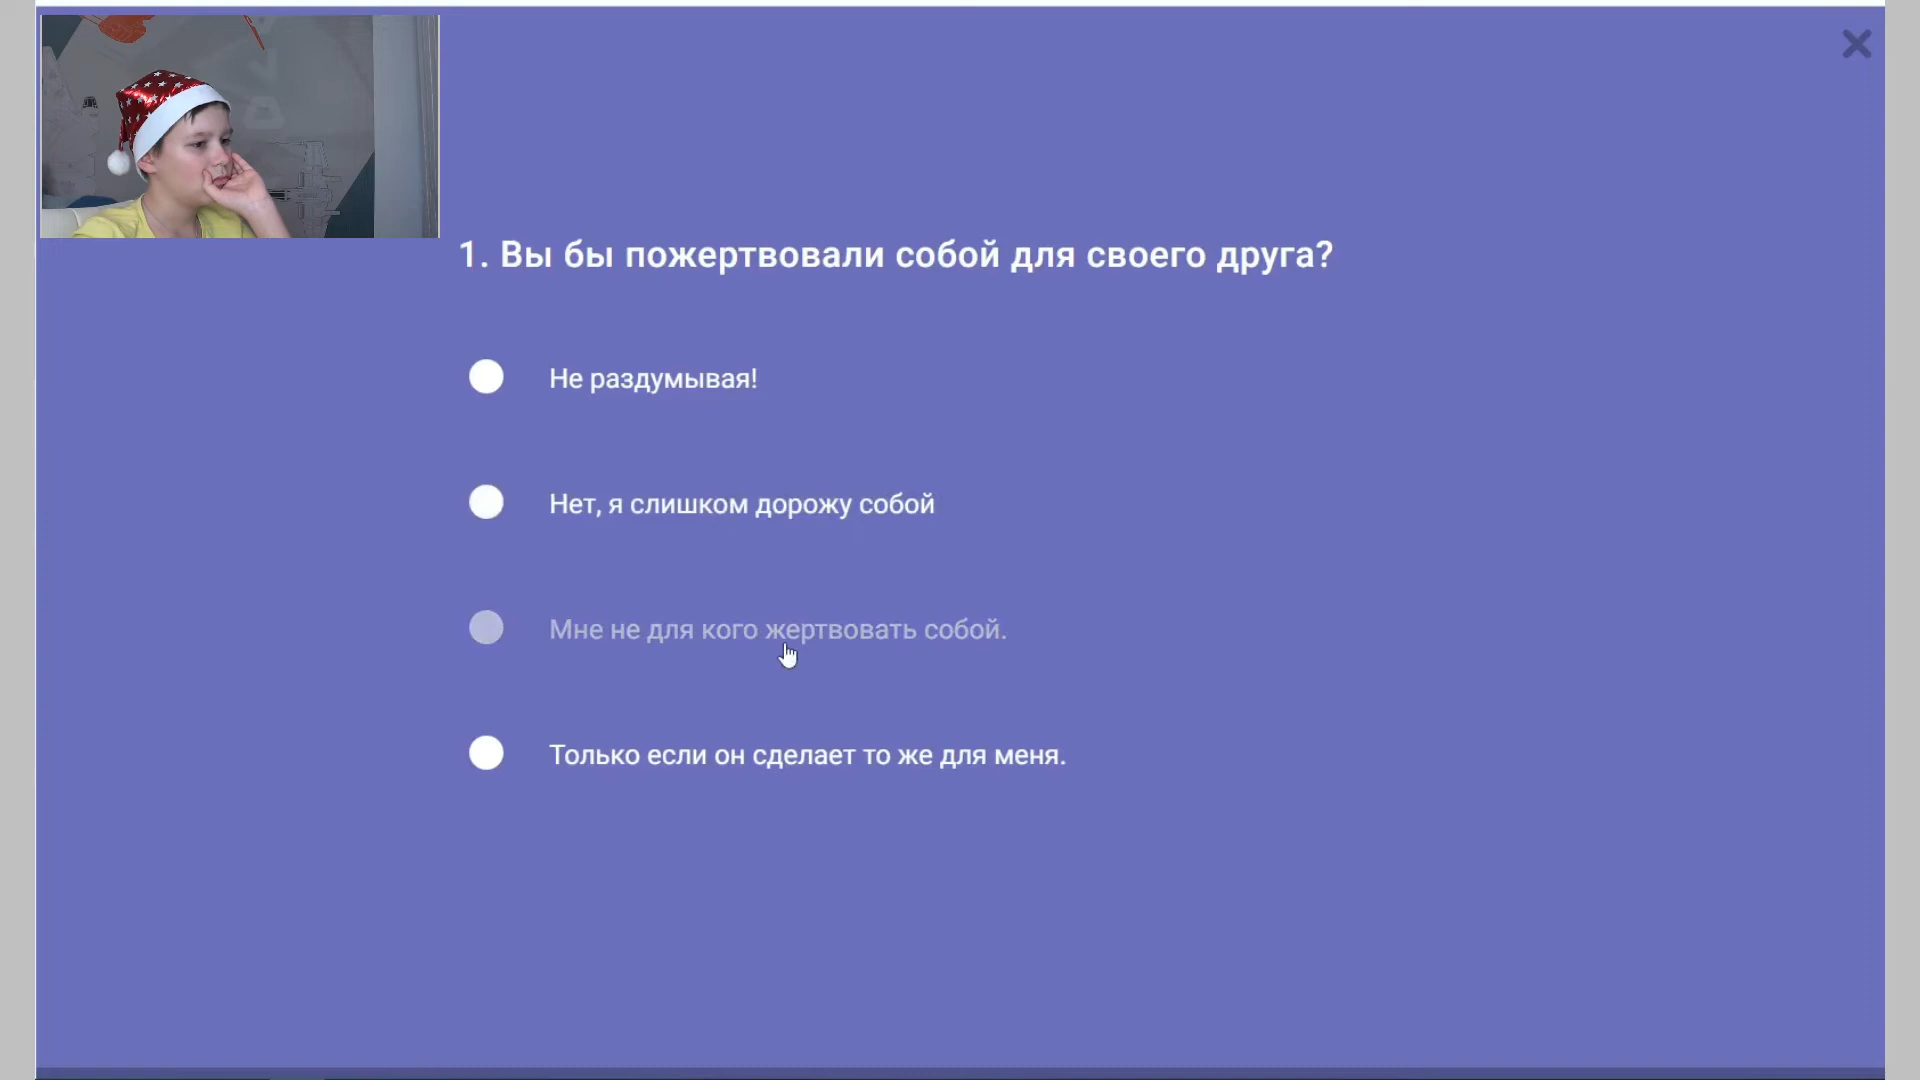 1. Вы бы пожертвовали собой для своего друга?
Не раздумывая!
Нет, я слишком дорожу собой
Мне не для кого жертвовать собой.
Только если он сделает то же для меня.